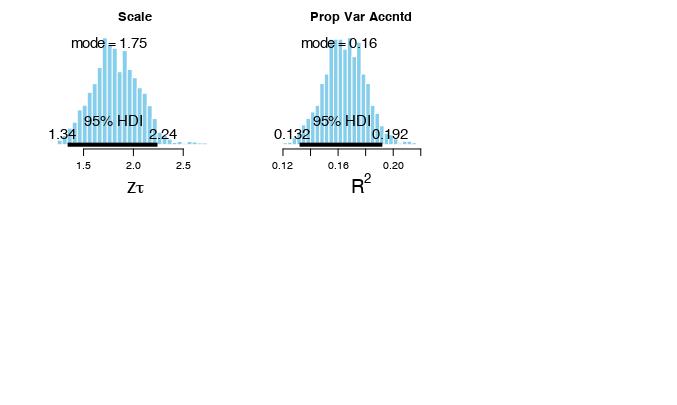 Scale
mode = 1.75
95% HDI
1.34 2.24
1.5 2.0 2.5
zτ
Prop Var Accntd
mode = 0.16
95% HDI
0.132 0.192
0.12 0.16 0.20
R²